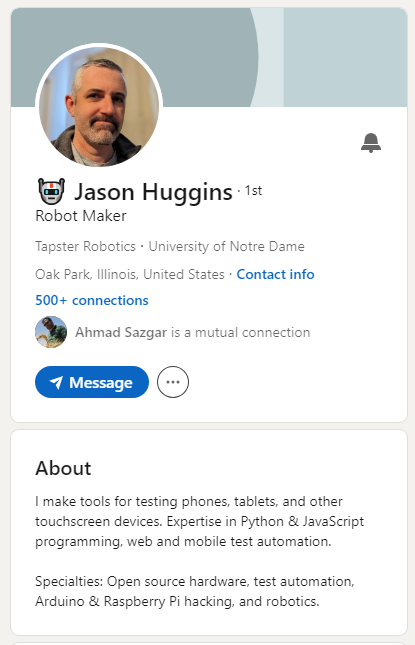 Jason Huggins · 1st
Robot Maker
Tapster Robotics · University of Notre Dame
Oak Park, Illinois, United States · Contact info
500+ connections
Ahmad Sazgar is a mutual connection
Message
About
I make tools for testing phones, tablets, and other
touchscreen devices. Expertise in Python & JavaScript
programming, web and mobile test automation.
Specialties: Open source hardware, test automation,
Arduino & Raspberry Pi hacking, and robotics.